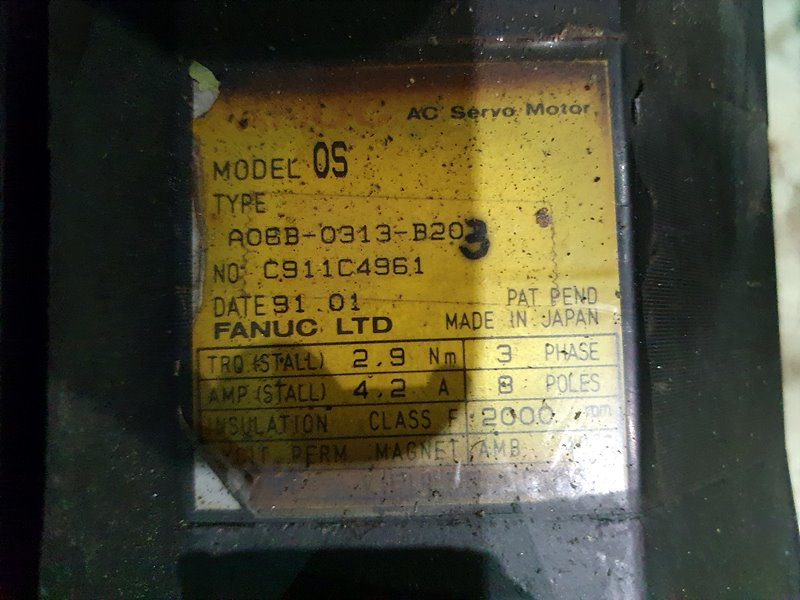 AC Servo Motor
MODEL 0S
TYPE
A06B-0313-B203
NO C911C4961
DATE 91 01 PAT PEND
FANUC LTD MADE IN JAPAN
TRQ (STALL) 2.9 Nm 3 PHASE
AMP (STALL) 4.2 A 8 POLES
INSULATION CLASS F 2000 rpm
PERM MAGNET AMB